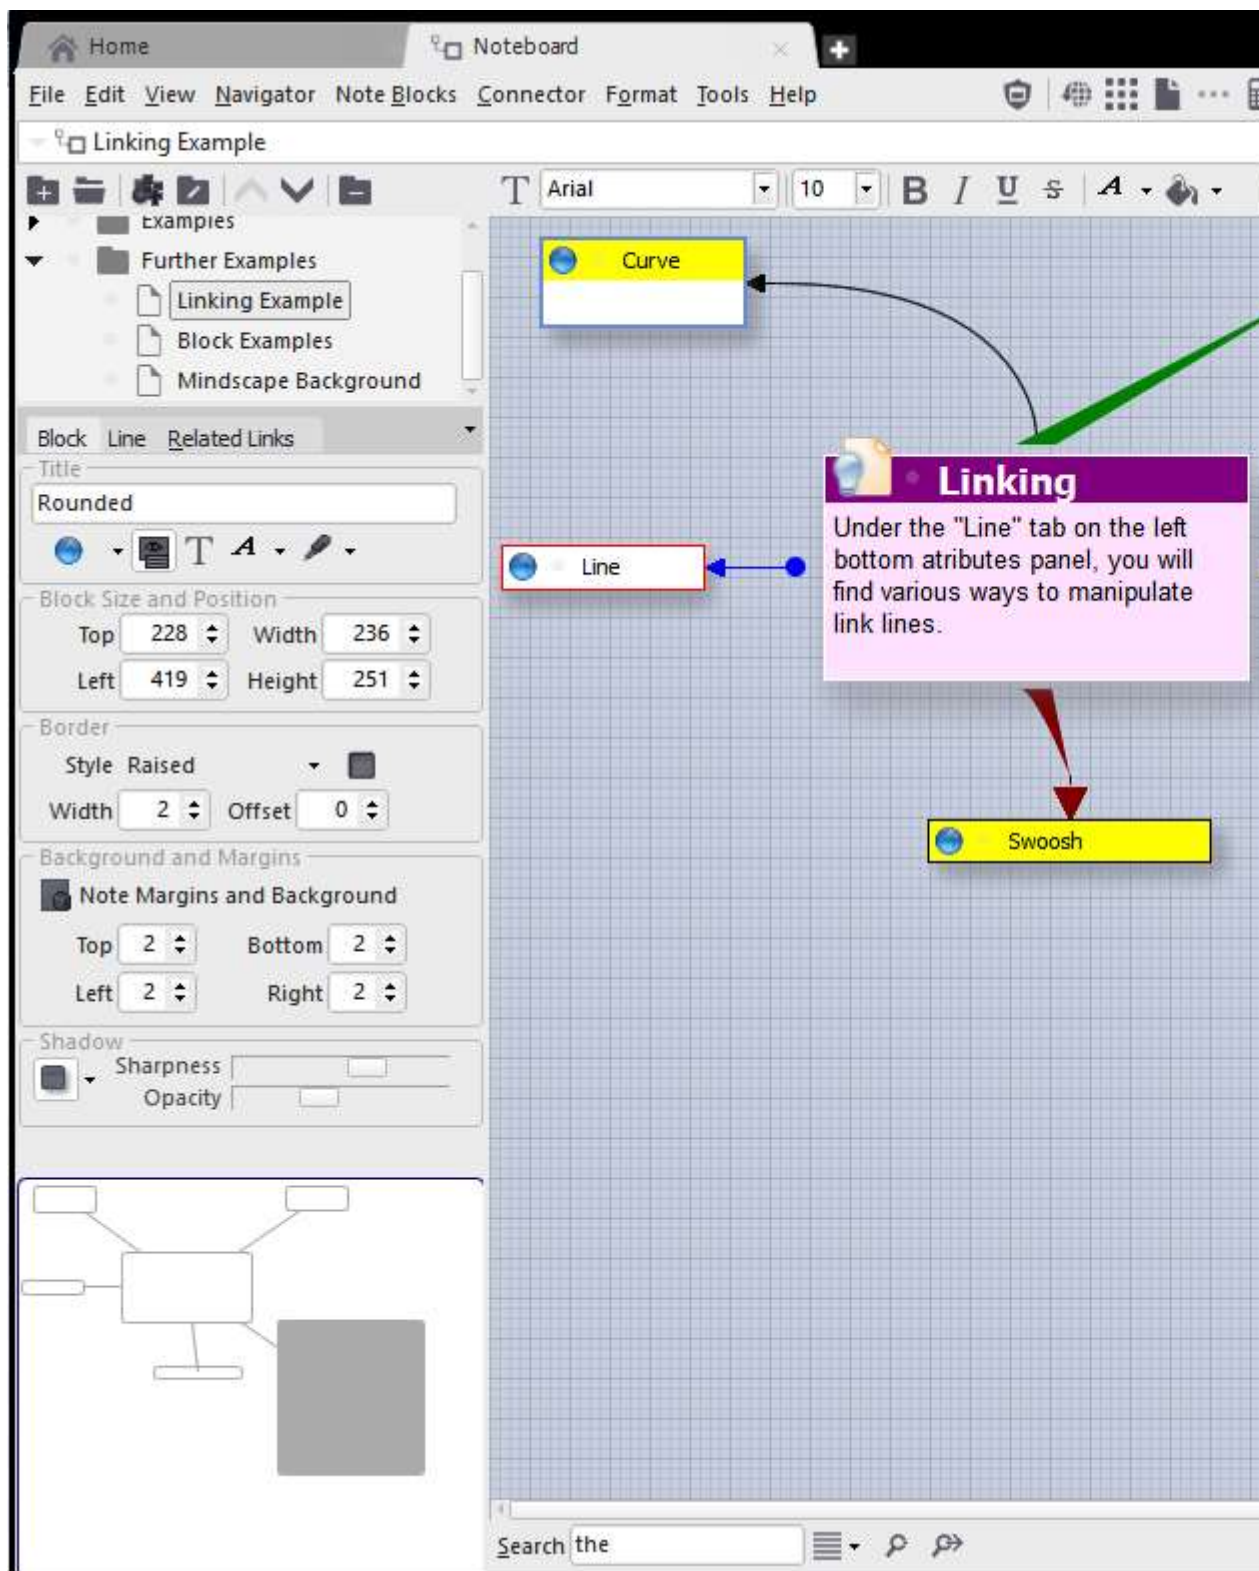 Home Noteboard
File Edit View Navigator Note Blocks Connector Format Tools Help
Linking Example
T Arial 10 B I U S A
Examples
Further Examples
Linking Example
Block Examples
Mindscape Background
Block Line Related Links
Title
Rounded
T A
Block Size and Position
Top 228 Width 236
Left 419 Height 251
Border
Style Raised
Width 2 Offset 0
Background and Margins
Note Margins and Background
Top 2 Bottom 2
Left 2 Right 2
Shadow
Sharpness
Opacity
Curve
Linking
Under the "Line" tab on the left
bottom atributes panel, you will
find various ways to manipulate
link lines.
Line
Swoosh
Search the